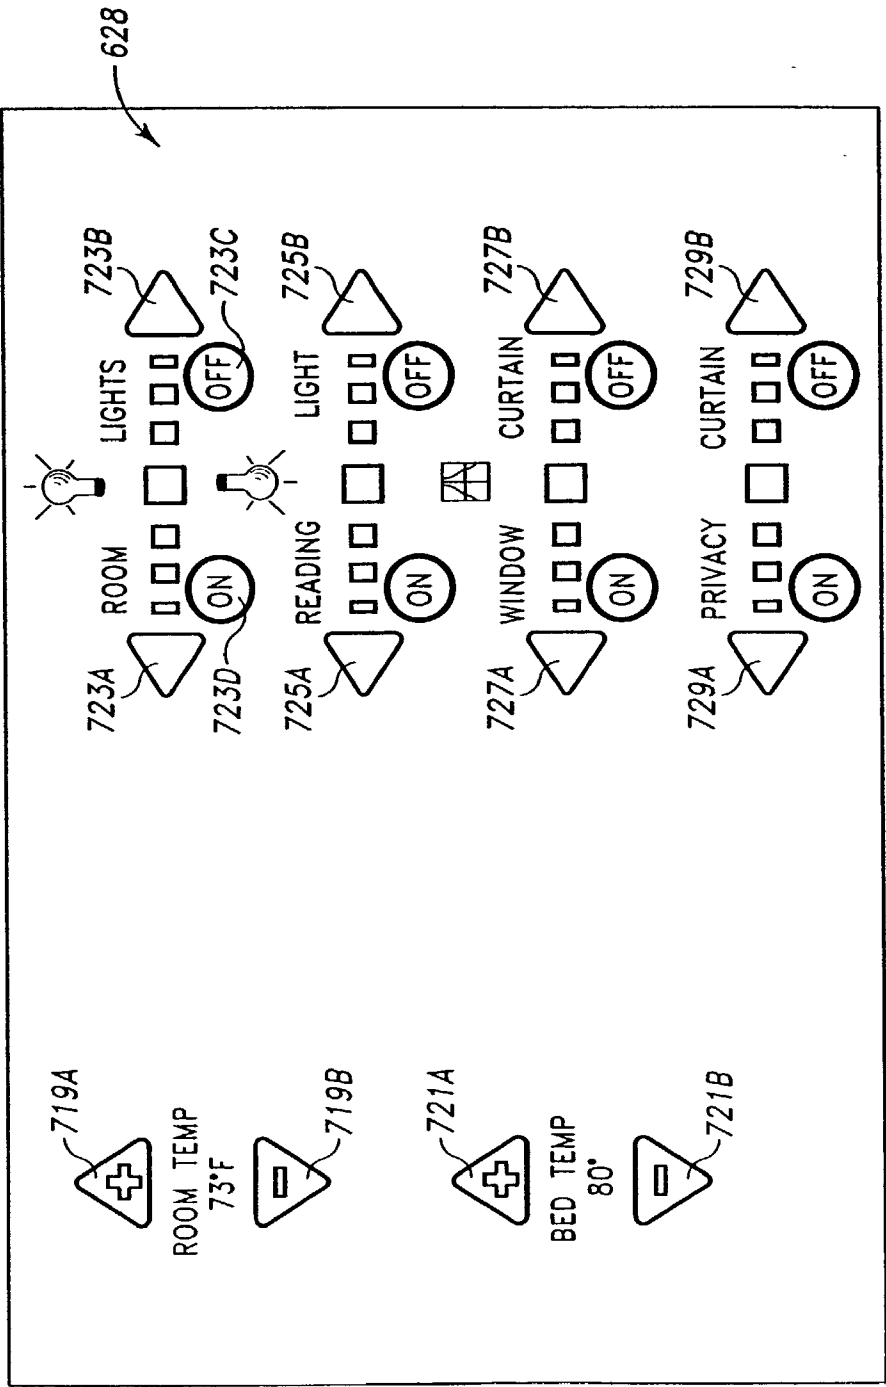 628
719A
ROOM TEMP
73°F
719B
721A
BED TEMP
80°
721B
723A
ROOM LIGHTS
723B
ON
OFF
723D
723C
725A
READING LIGHT
725B
ON
OFF
727A
WINDOW CURTAIN
727B
ON
OFF
729A
PRIVACY CURTAIN
729B
ON
OFF